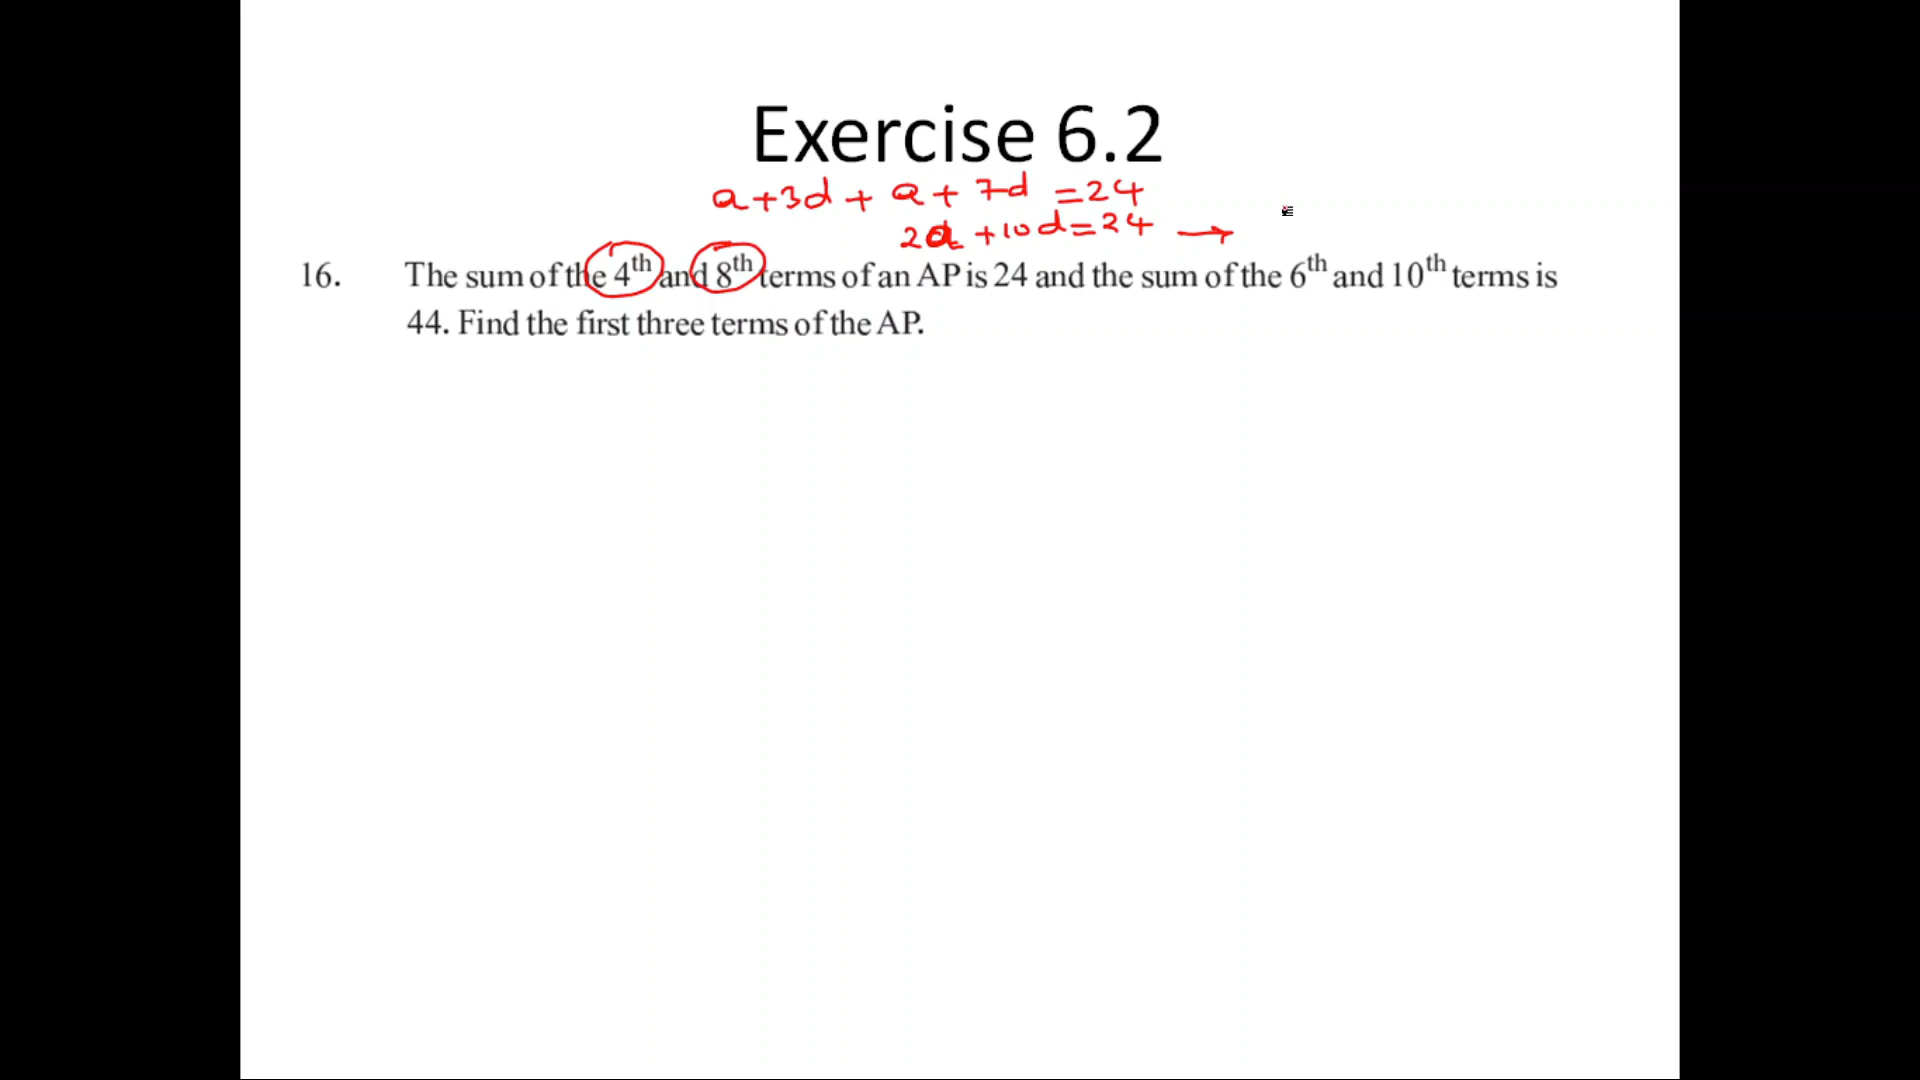 Exercise 6.2
a+3d + a + 7d = 24
2a + 10d = 24 →
16. The sum of the 4th and 8th terms of an AP is 24 and the sum of the 6th and 10th terms is
44. Find the first three terms of the AP.